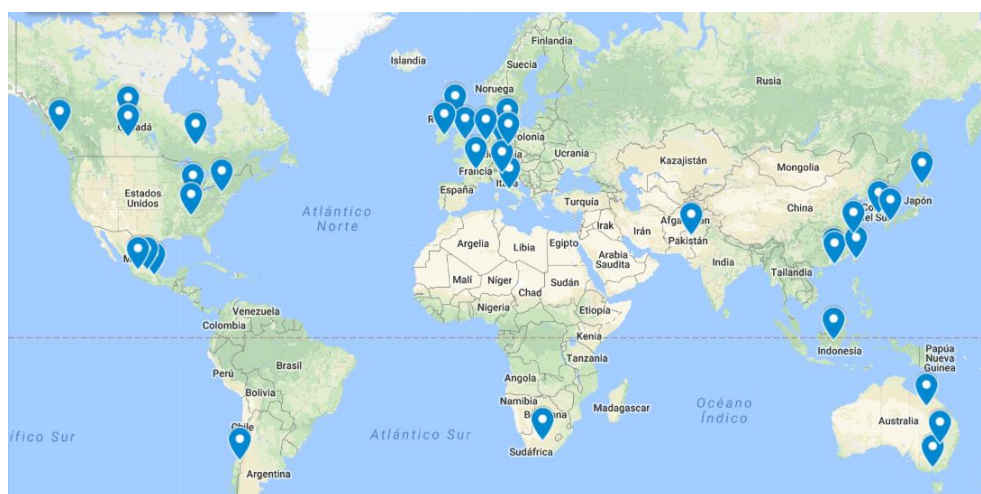 Finlandia
Islandia
Suecia
Noruega
Rusia
Polonia
Ucrania
Kazajistán
Mongolia
Francia
España
Turquía
Estados
Unidos
Atlántico
Norte
China
Japón
Irak
Irán
Pakistán
Argelia
Libia
Egipto
Arabia
Saudita
India
Malí
Níger
Chad
Sudán
Tailandia
Nigeria
Etiopía
Venezuela
Colombia
Kenia
Indonesia
Papúa
Nueva
Guinea
Tanzania
Perú
Brasil
Angola
Bolivia
Namibia
Madagascar
Océano
Índico
Australia
Chile
ífico Sur
Atlántico Sur
Sudáfrica
Argentina